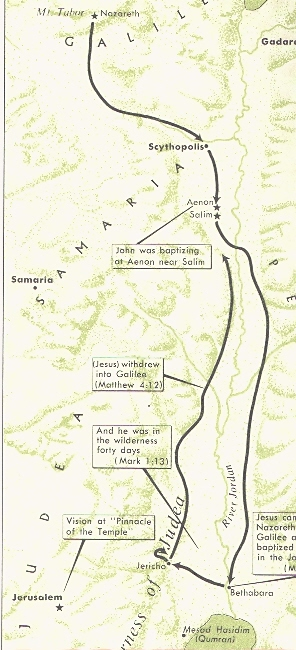 Mt. Tabor
Nazareth
GALILE
Gadar
Scythopolis
Aenon
Salim
SAMARIA
John was baptizing
at Aenon near Salim
Samaria
P E
(Jesus) withdrew
into Galilee
(Matthew 4:12)
And he was in
the wilderness
forty days
(Mark 1:13)
JUDEA
River Jordan
Vision at "Pinnacle
of the Temple"
Jesus can
Nazareth
Galilee a
baptized
in the Jo
(M
Jericho
Bethabara
ness of Judea
Jerusalem
Mesad Hasidim
(Qumran)